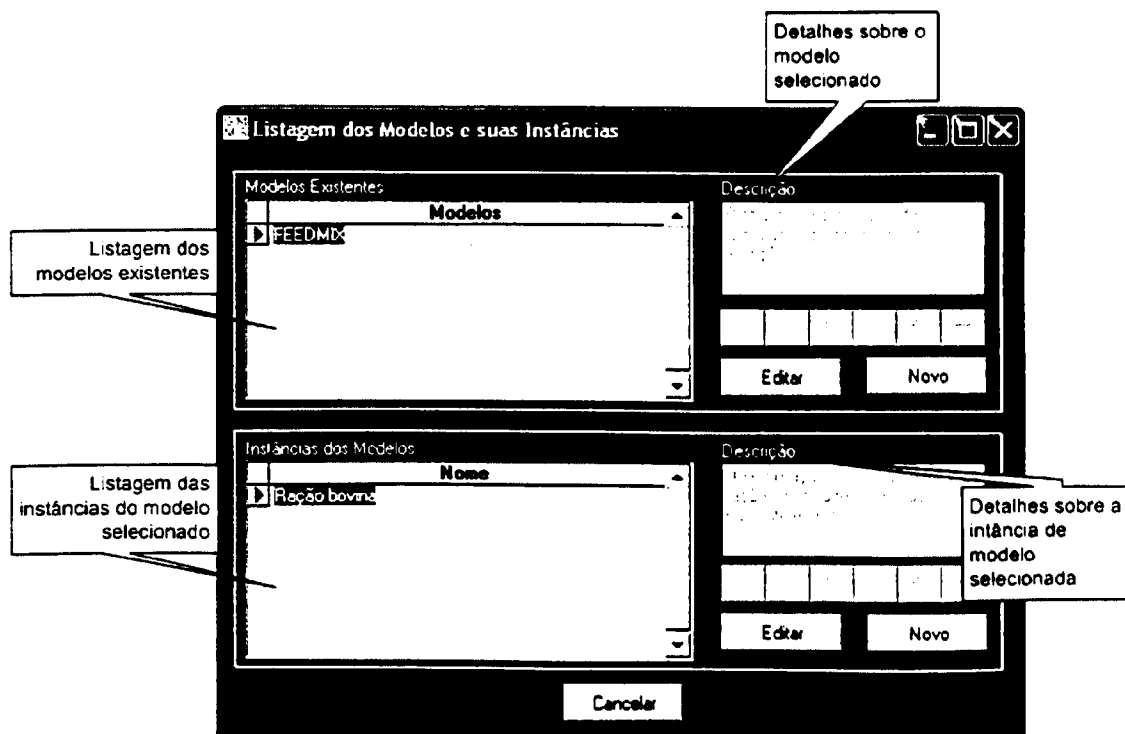 Detalhes sobre o
modelo
selecionado
Listagem dos Modelos e suas Instâncias
Modelos Existentes
Descrição
Modelos
FEEDMIX
Listagem dos
modelos existentes
Editar
Novo
Instâncias dos Modelos
Descrição
Nome
Ração bovina
Listagem das
instâncias do modelo
selecionado
Detalhes sobre a
intância de
modelo
selecionada
Editar
Novo
Cancelar